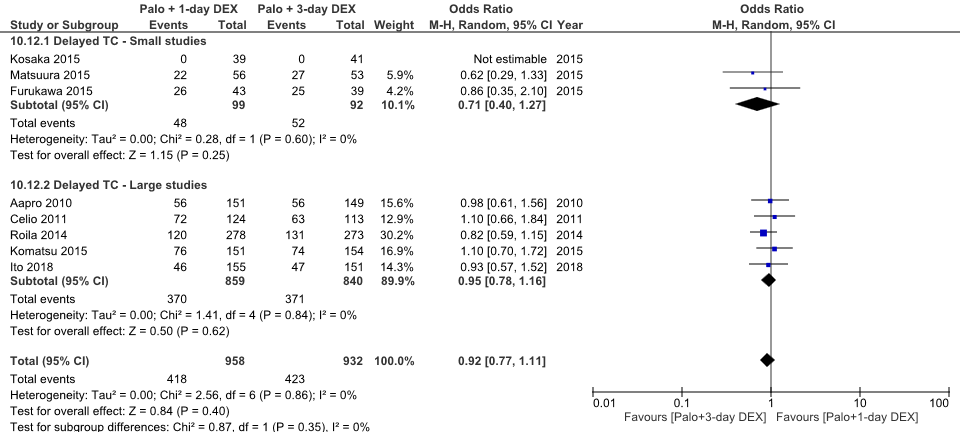 Palo + 1-day DEX Palo + 3-day DEX Odds Ratio Odds Ratio
Study or Subgroup Events Total Events Total Weight M-H, Random, 95% CI Year M-H, Random, 95% CI
10.12.1 Delayed TC - Small studies
Kosaka 2015 0 39 0 41 Not estimable 2015
Matsuura 2015 22 56 27 53 5.9% 0.62 [0.29, 1.33] 2015
Furukawa 2015 26 43 25 39 4.2% 0.86 [0.35, 2.10] 2015
Subtotal (95% CI) 99 92 10.1% 0.71 [0.40, 1.27]
Total events 48 52
Heterogeneity: Tau² = 0.00; Chi² = 0.28, df = 1 (P = 0.60); I² = 0%
Test for overall effect: Z = 1.15 (P = 0.25)
10.12.2 Delayed TC - Large studies
Aapro 2010 56 151 56 149 15.6% 0.98 [0.61, 1.56] 2010
Celio 2011 72 124 63 113 12.9% 1.10 [0.66, 1.84] 2011
Roila 2014 120 278 131 273 30.2% 0.82 [0.59, 1.15] 2014
Komatsu 2015 76 151 74 154 16.9% 1.10 [0.70, 1.72] 2015
Ito 2018 46 155 47 151 14.3% 0.93 [0.57, 1.52] 2018
Subtotal (95% CI) 859 840 89.9% 0.95 [0.78, 1.16]
Total events 370 371
Heterogeneity: Tau² = 0.00; Chi² = 1.41, df = 4 (P = 0.84); I² = 0%
Test for overall effect: Z = 0.50 (P = 0.62)
Total (95% CI) 958 932 100.0% 0.92 [0.77, 1.11]
Total events 418 423
Heterogeneity: Tau² = 0.00; Chi² = 2.56, df = 6 (P = 0.86); I² = 0%
Test for overall effect: Z = 0.84 (P = 0.40)
Test for subgroup differences: Chi² = 0.87, df = 1 (P = 0.35), I² = 0%
0.01 0.1 1 10 100
Favours [Palo+3-day DEX] Favours [Palo+1-day DEX]